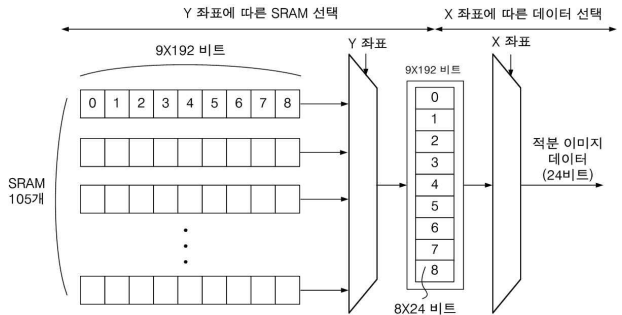 Y 좌표에 따른 SRAM 선택
X 좌표에 따른 데이터 선택
Y 좌표
X 좌표
9X192 비트
9X192 비트
0 1 2 3 4 5 6 7 8
0
1
2
3
4
5
6
7
8
SRAM
105개
적분 이미지
데이터
(24비트)
8X24 비트